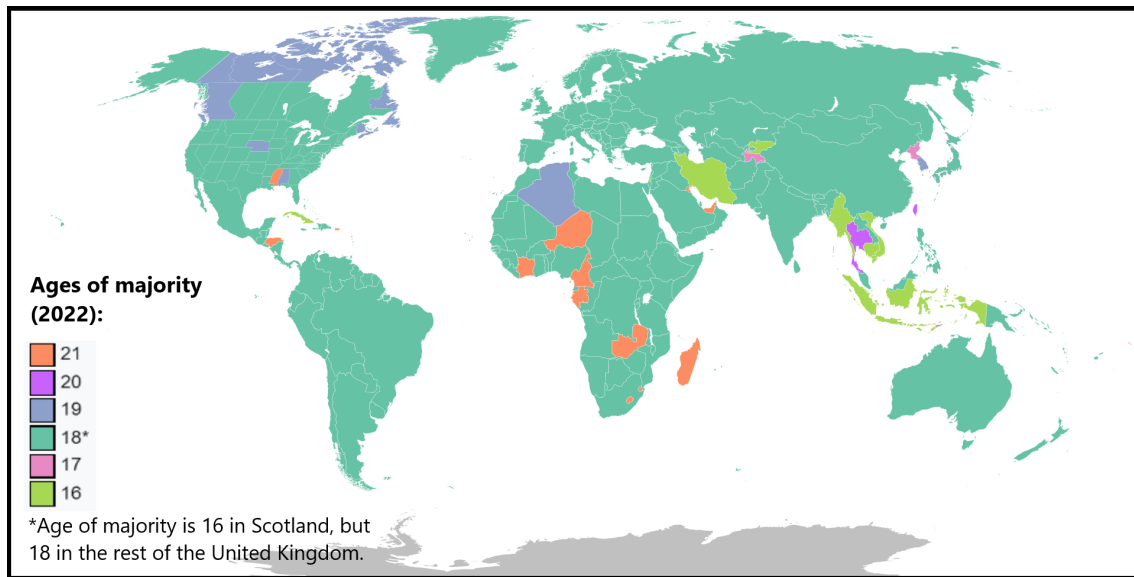 Ages of majority
(2022):
21
20
19
18*
17
16
*Age of majority is 16 in Scotland, but
18 in the rest of the United Kingdom.